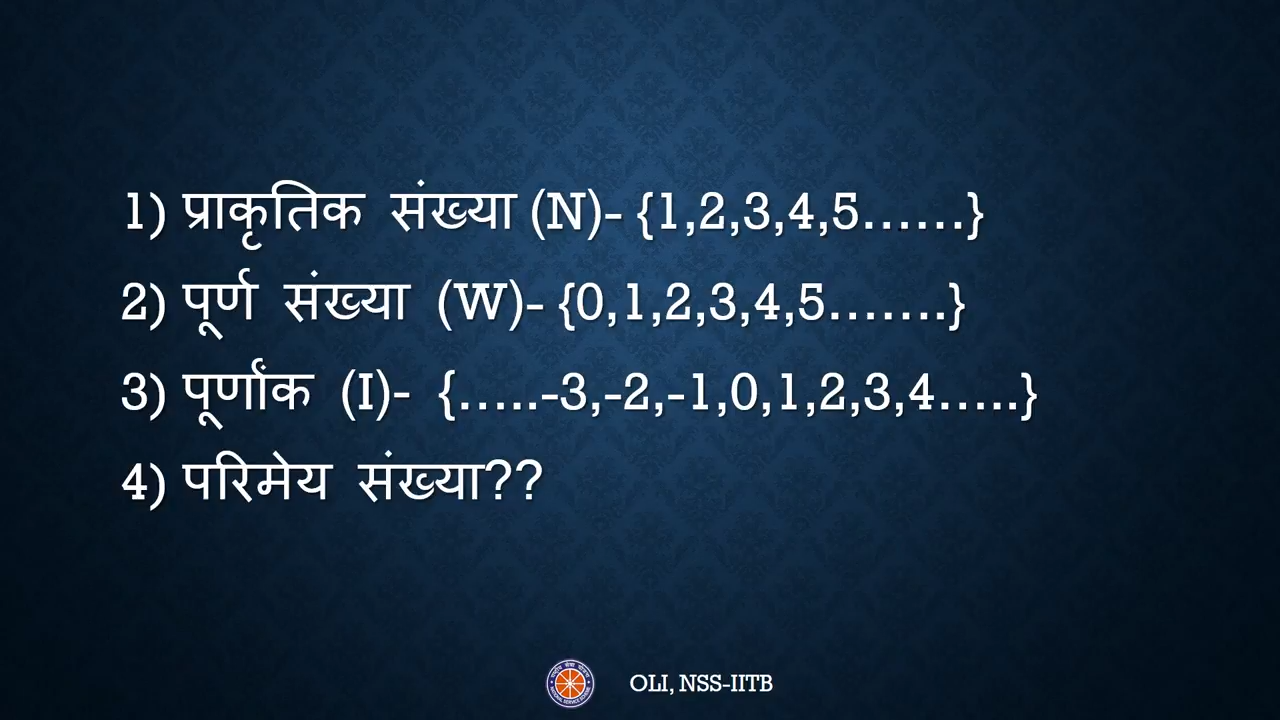 1) प्राकृतिक संख्या (N)- {1,2,3,4,5......}
2) पूर्ण संख्या (W)- {0,1,2,3,4,5.......}
3) पूर्णांक (I)- {.....-3,-2,-1,0,1,2,3,4.....}
4) परिमेय संख्या??
OLI, NSS-IITB